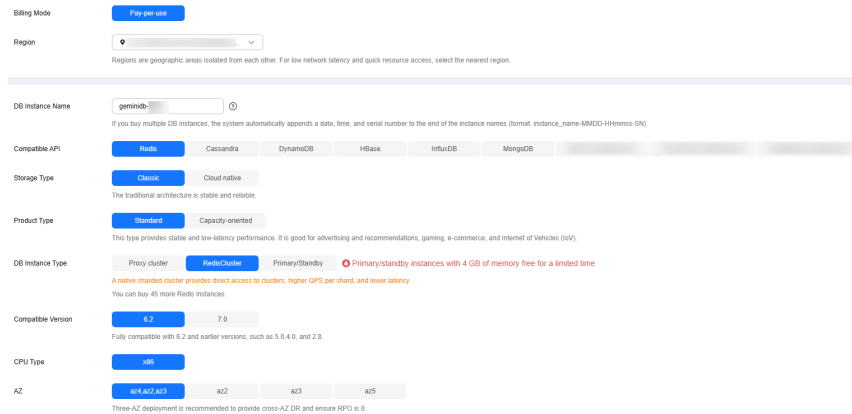 Billing Mode
Pay-per-use
Region
Regions are geographic areas isolated from each other. For low network latency and quick resource access, select the nearest region.
DB Instance Name
geminidb-
If you buy multiple DB instances, the system automatically appends a date, time, and serial number to the end of the instance names (format: instance_name-MMDD-HHmmss-SN).
Compatible API
Redis Cassandra DynamoDB HBase InfluxDB MongoDB
Storage Type
Classic Cloud native
The traditional architecture is stable and reliable.
Product Type
Standard Capacity-oriented
This type provides stable and low-latency performance. It is good for advertising and recommendations, gaming, e-commerce, and Internet of Vehicles (IoV).
DB Instance Type
Proxy cluster RedisCluster Primary/Standby Primary/standby instances with 4 GB of memory free for a limited time
A native sharded cluster provides direct access to clusters, higher QPS per shard, and lower latency.
You can buy 45 more Redis instances.
Compatible Version
6.2 7.0
Fully compatible with 6.2 and earlier versions, such as 5.0,4.0, and 2.8.
CPU Type
x86
AZ
az4,az2,az3 az2 az3 az5
Three-AZ deployment is recommended to provide cross-AZ DR and ensure RPO is 0.